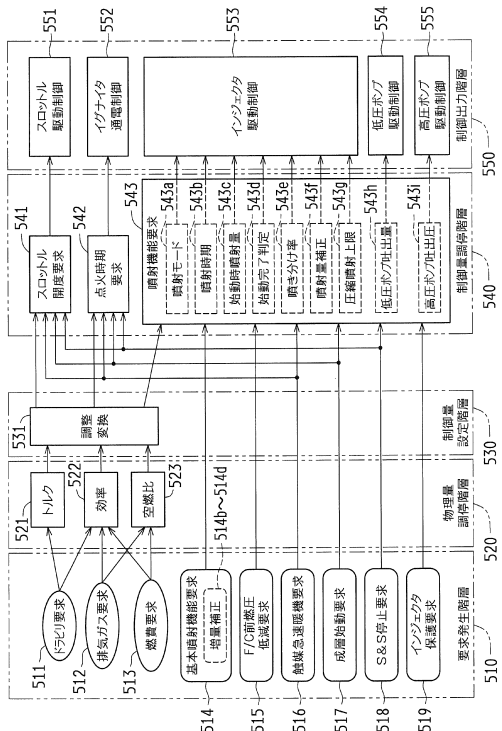 551
552
553
554
555
スロットル
駆動制御
イグナイタ
通電制御
インジェクタ
駆動制御
低圧ポンプ
駆動制御
高圧ポンプ
駆動制御
制御出力階層
550
541
542
543
543a
543b
543c
543d
543e
543f
543g
543h
543i
スロットル
開度要求
点火時期
要求
噴射機能要求
噴射モード
噴射時期
始動時噴射量
始動完了判定
噴き分け率
噴射量補正
圧縮噴射上限
低圧ポンプ吐出量
高圧ポンプ吐出圧
制御量調停階層
540
531
調整
変換
制御量
設定階層
530
521
522
523
トルク
効率
空燃比
514b～514d
物理量
調停階層
520
ドラビリ要求
排気ガス要求
燃費要求
基本噴射機能要求
増量補正
F/C前燃圧
低減要求
触媒急速暖機要求
成層始動要求
S&S停止要求
インジェクタ
保護要求
要求発生階層
511
512
513
514
515
516
517
518
519
510